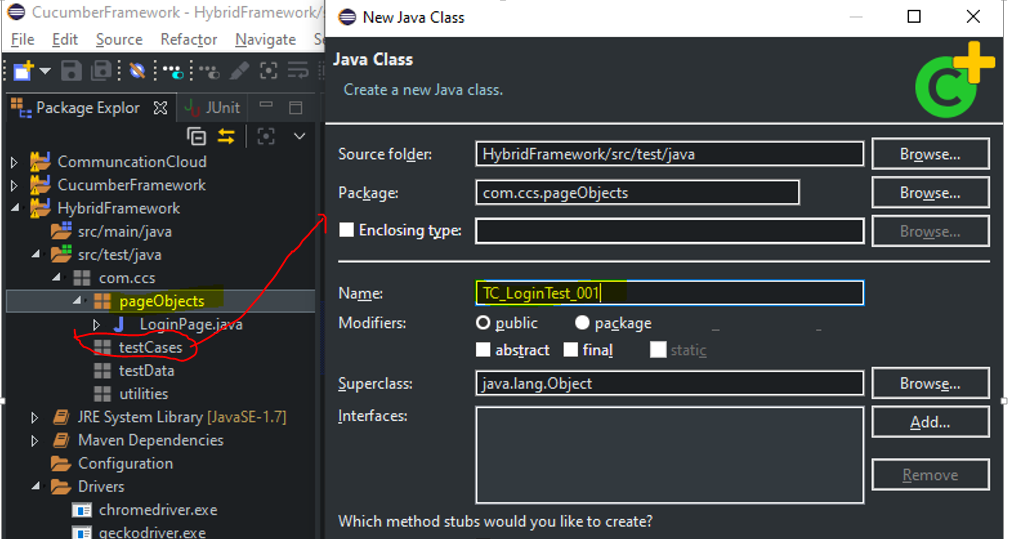 CucumberFramework - HybridFramework/s
File Edit Source Refactor Navigate Se
Package Explor JUnit
CommuncationCloud
CucumberFramework
HybridFramework
src/main/java
src/test/java
com.ccs
pageObjects
LoginPage.java
testCases
testData
utilities
JRE System Library [JavaSE-1.7]
Maven Dependencies
Configuration
Drivers
chromedriver.exe
geckodriver.exe
New Java Class
Java Class
Create a new Java class.
Source folder: HybridFramework/src/test/java Browse...
Package: com.ccs.pageObjects Browse...
Enclosing type: Browse...
Name: TC_LoginTest_001
Modifiers: public package
abstract final static
Superclass: java.lang.Object Browse...
Interfaces: Add...
Remove
Which method stubs would you like to create?